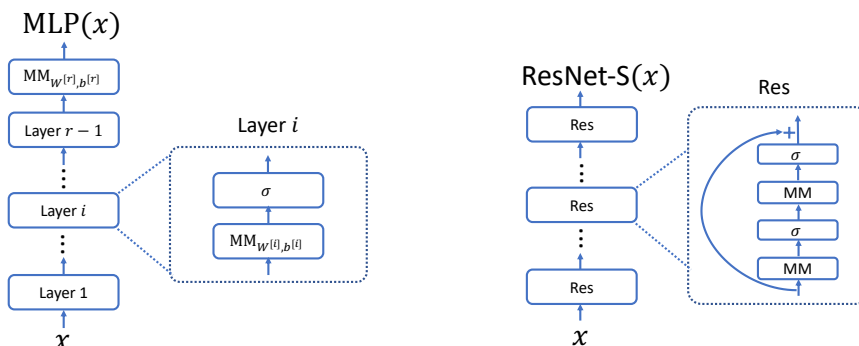 MLP(x)
MM_{W^{[r]},b^{[r]}}
Layer r − 1
⋮
Layer i
⋮
Layer 1
x
Layer i
σ
MM_{W^{[i]},b^{[i]}}
ResNet-S(x)
Res
⋮
Res
⋮
Res
x
Res
+
σ
MM
σ
MM